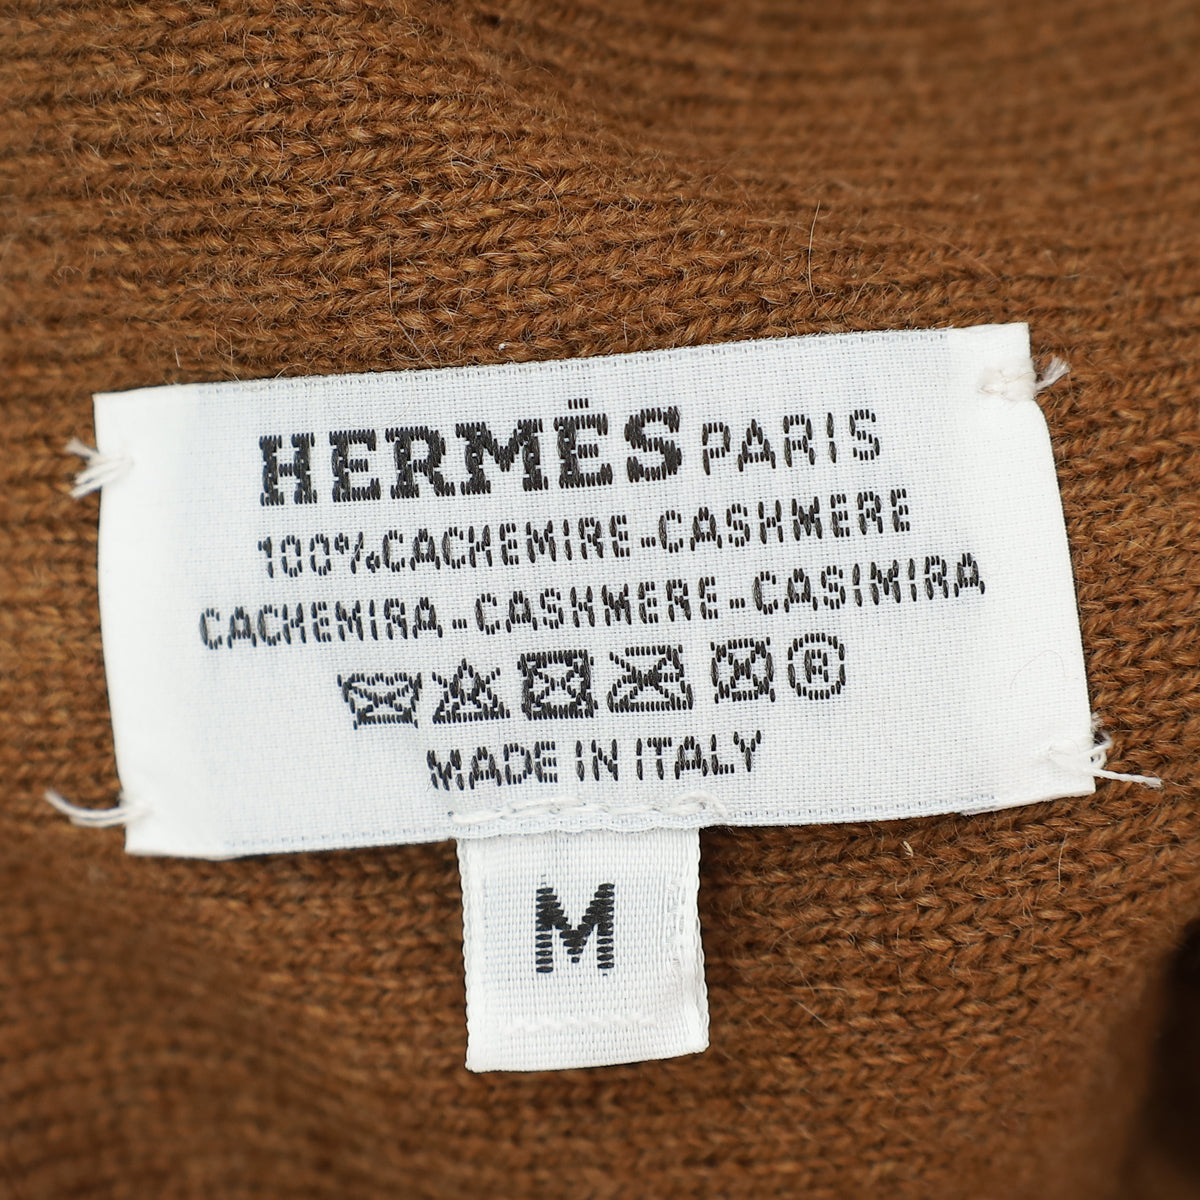 HERMÈS PARIS
100%CACHEMIRE-CASHMERE
CACHEMIRA-CASHMERE-CASIMIRA
®
MADE IN ITALY
M